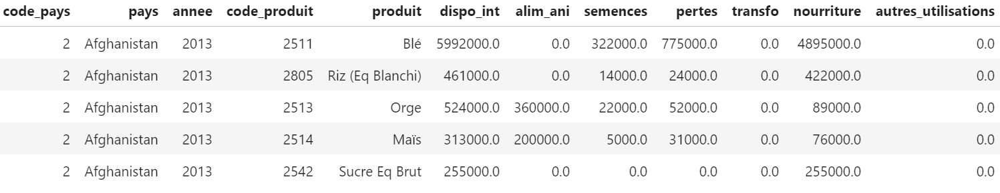 code_pays pays annee code_produit produit dispo_int alim_ani semences pertes transfo nourriture autres_utilisations
2 Afghanistan 2013 2511 Blé 5992000.0 0.0 322000.0 775000.0 0.0 4895000.0 0.0
2 Afghanistan 2013 2805 Riz (Eq Blanchi) 461000.0 0.0 14000.0 24000.0 0.0 422000.0 0.0
2 Afghanistan 2013 2513 Orge 524000.0 360000.0 22000.0 52000.0 0.0 89000.0 0.0
2 Afghanistan 2013 2514 Maïs 313000.0 200000.0 5000.0 31000.0 0.0 76000.0 0.0
2 Afghanistan 2013 2542 Sucre Eq Brut 255000.0 0.0 0.0 0.0 0.0 255000.0 0.0